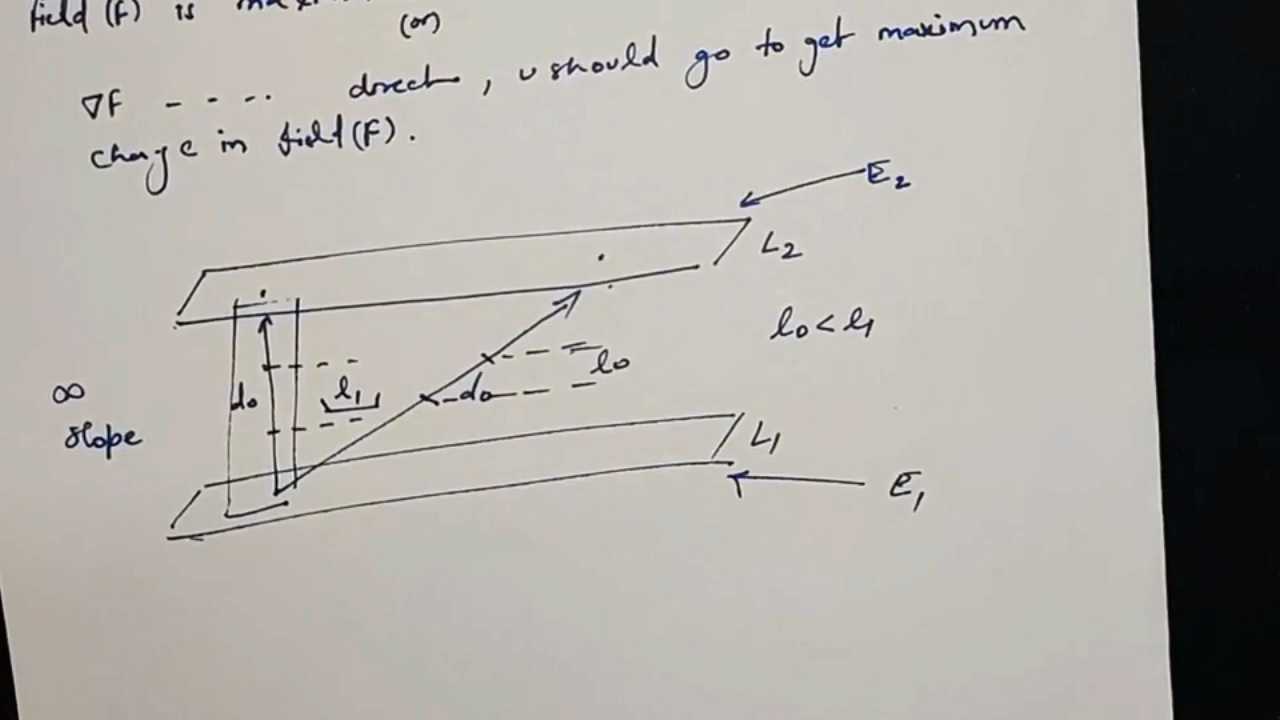 field (F) is
(or)
∇F - - - - direct , u should go to get maximum
change in field (F).
E2
L2
l0 < l1
l0
∞
slope
d0
l1
d0
L1
E1